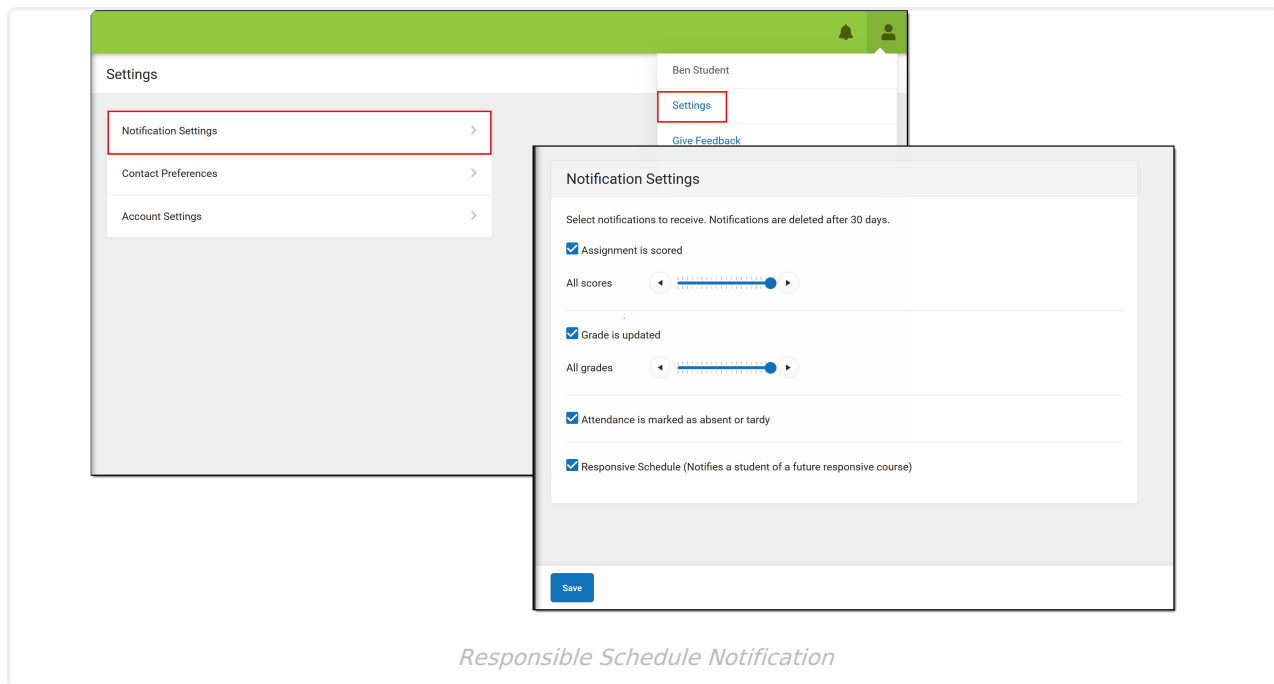 Settings
Ben Student
Settings
Give Feedback
Notification Settings
Contact Preferences
Account Settings
Notification Settings
Select notifications to receive. Notifications are deleted after 30 days.
Assignment is scored
All scores
Grade is updated
All grades
Attendance is marked as absent or tardy
Responsive Schedule (Notifies a student of a future responsive course)
Save
Responsible Schedule Notification